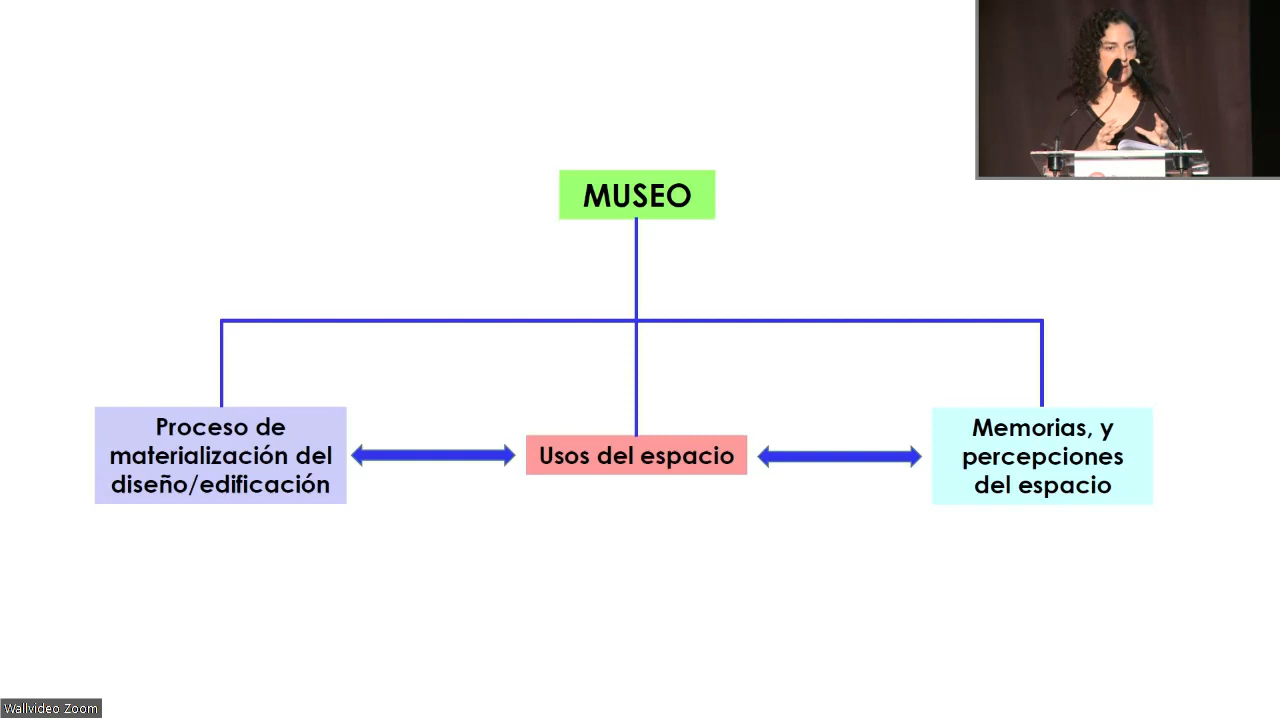 MUSEO
Proceso de
materialización del
diseño/edificación
Usos del espacio
Memorias, y
percepciones
del espacio
Wallvideo Zoom